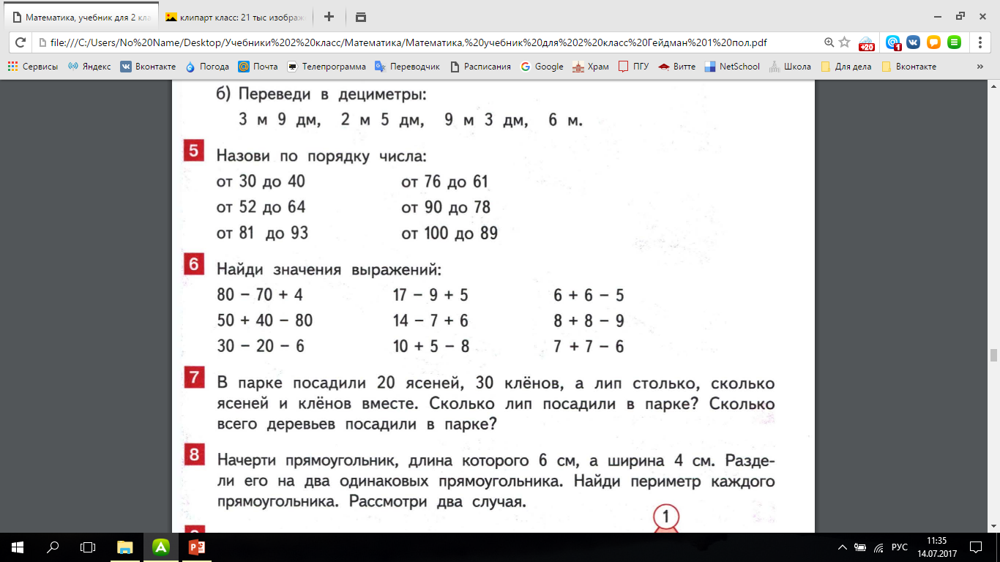 Математика, учебник для 2 кла
клипарт класс: 21 тыс изображ
file:///C:/Users/No%20Name/Desktop/Учебники%202%20класс/Математика/Математика,%20учебник%20для%202%20класс%20Гейдман%201%20пол.pdf
+20
1
Сервисы Яндекс Вконтакте Погода Почта Телепрограмма Переводчик Расписания Google Храм ПГУ Витте NetSchool Школа Для дела Вконтакте »
б) Переведи в дециметры:
3 м 9 дм, 2 м 5 дм, 9 м 3 дм, 6 м.
5 Назови по порядку числа:
от 30 до 40 от 76 до 61
от 52 до 64 от 90 до 78
от 81 до 93 от 100 до 89
6 Найди значения выражений:
80 − 70 + 4 17 − 9 + 5 6 + 6 − 5
50 + 40 − 80 14 − 7 + 6 8 + 8 − 9
30 − 20 − 6 10 + 5 − 8 7 + 7 − 6
7 В парке посадили 20 ясеней, 30 клёнов, а лип столько, сколько
ясеней и клёнов вместе. Сколько лип посадили в парке? Сколько
всего деревьев посадили в парке?
8 Начерти прямоугольник, длина которого 6 см, а ширина 4 см. Разде-
ли его на два одинаковых прямоугольника. Найди периметр каждого
прямоугольника. Рассмотри два случая.
1
РУС
11:35
14.07.2017